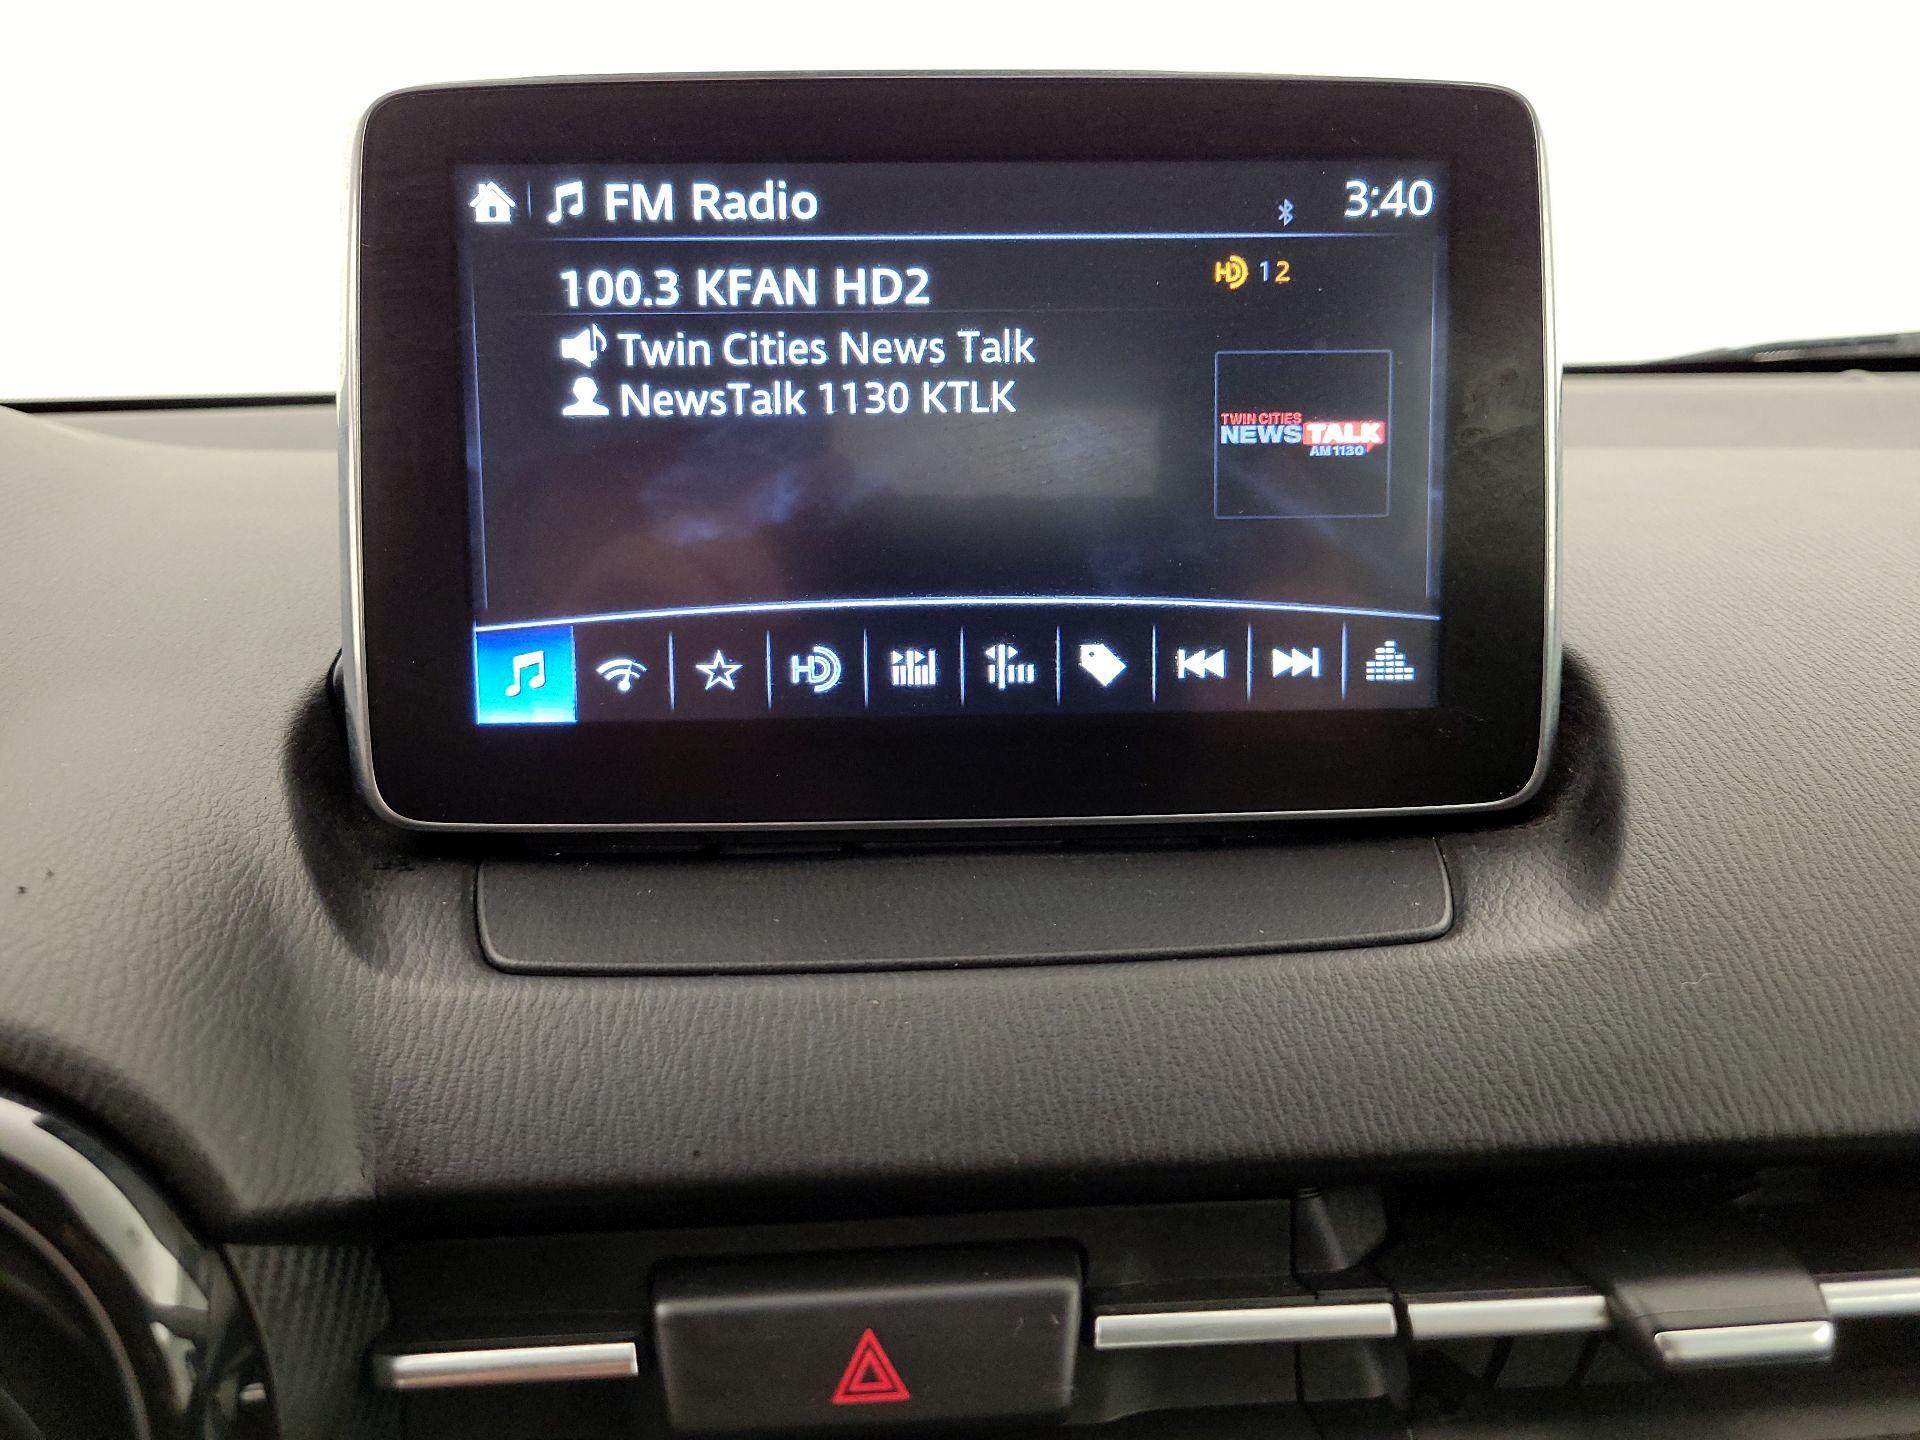 FM Radio
3:40
100.3 KFAN HD2
HD 1 2
Twin Cities News Talk
NewsTalk 1130 KTLK
TWIN CITIES
NEWS TALK
AM 1130
HD